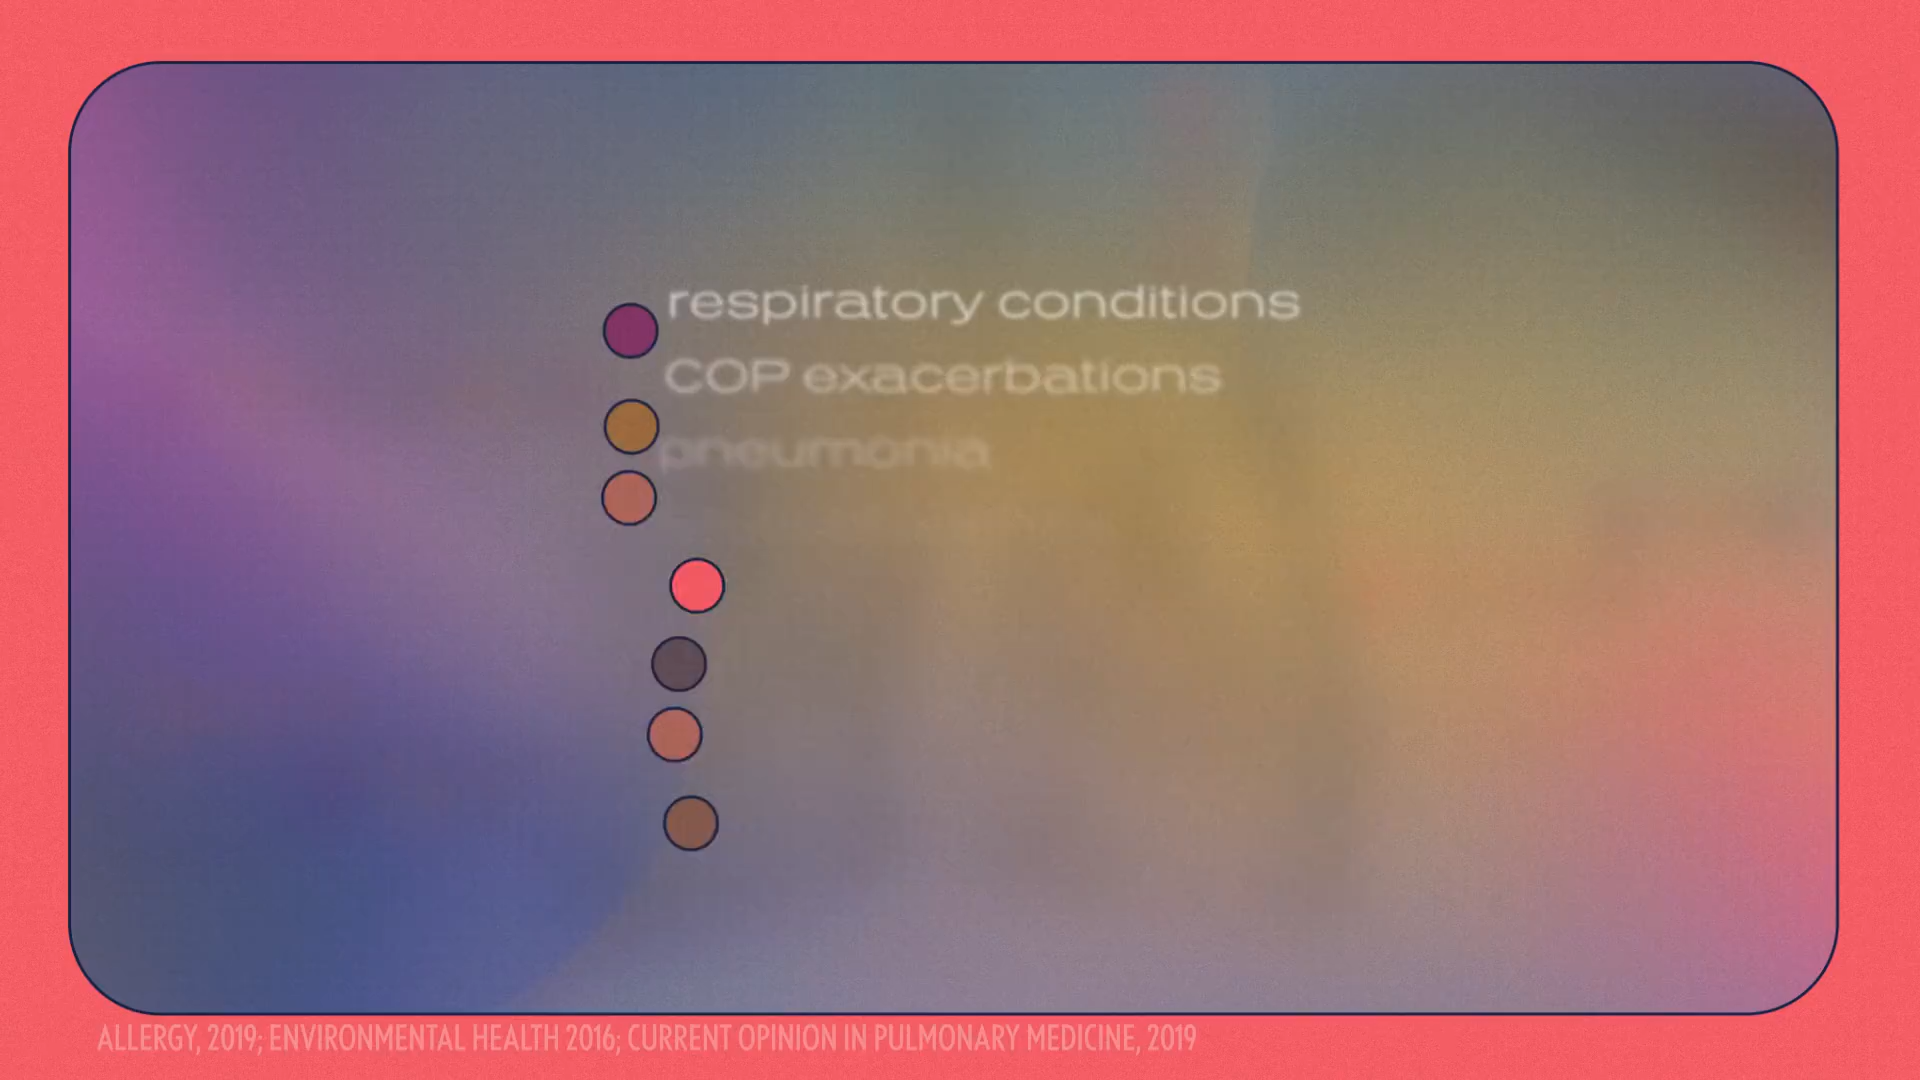 respiratory conditions
COP exacerbations
pneumonia
ALLERGY, 2019; ENVIRONMENTAL HEALTH 2016; CURRENT OPINION IN PULMONARY MEDICINE, 2019